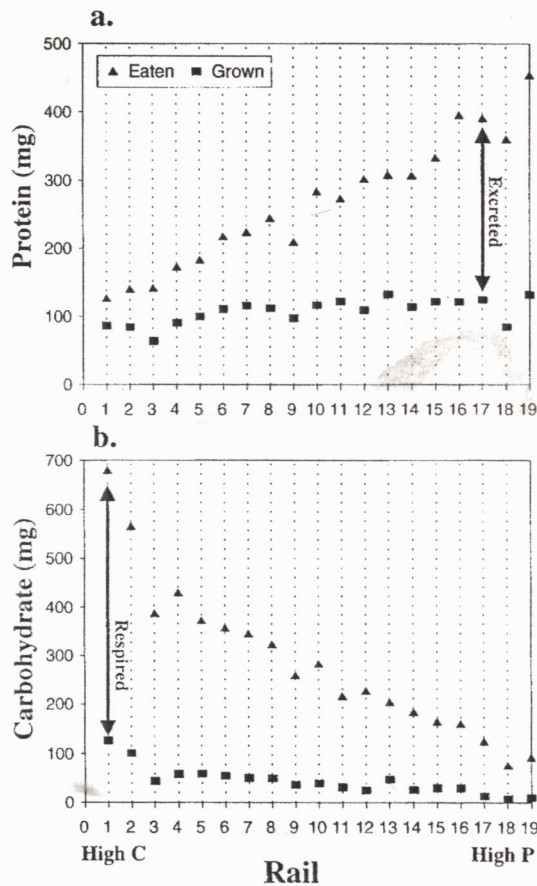 a.
Protein (mg)
500
400
300
200
100
0
▲ Eaten ■ Grown
Excreted
0 1 2 3 4 5 6 7 8 9 10 11 12 13 14 15 16 17 18 19
b.
Carbohydrate (mg)
700
600
500
400
300
200
100
0
Respired
0 1 2 3 4 5 6 7 8 9 10 11 12 13 14 15 16 17 18 19
High C High P
Rail